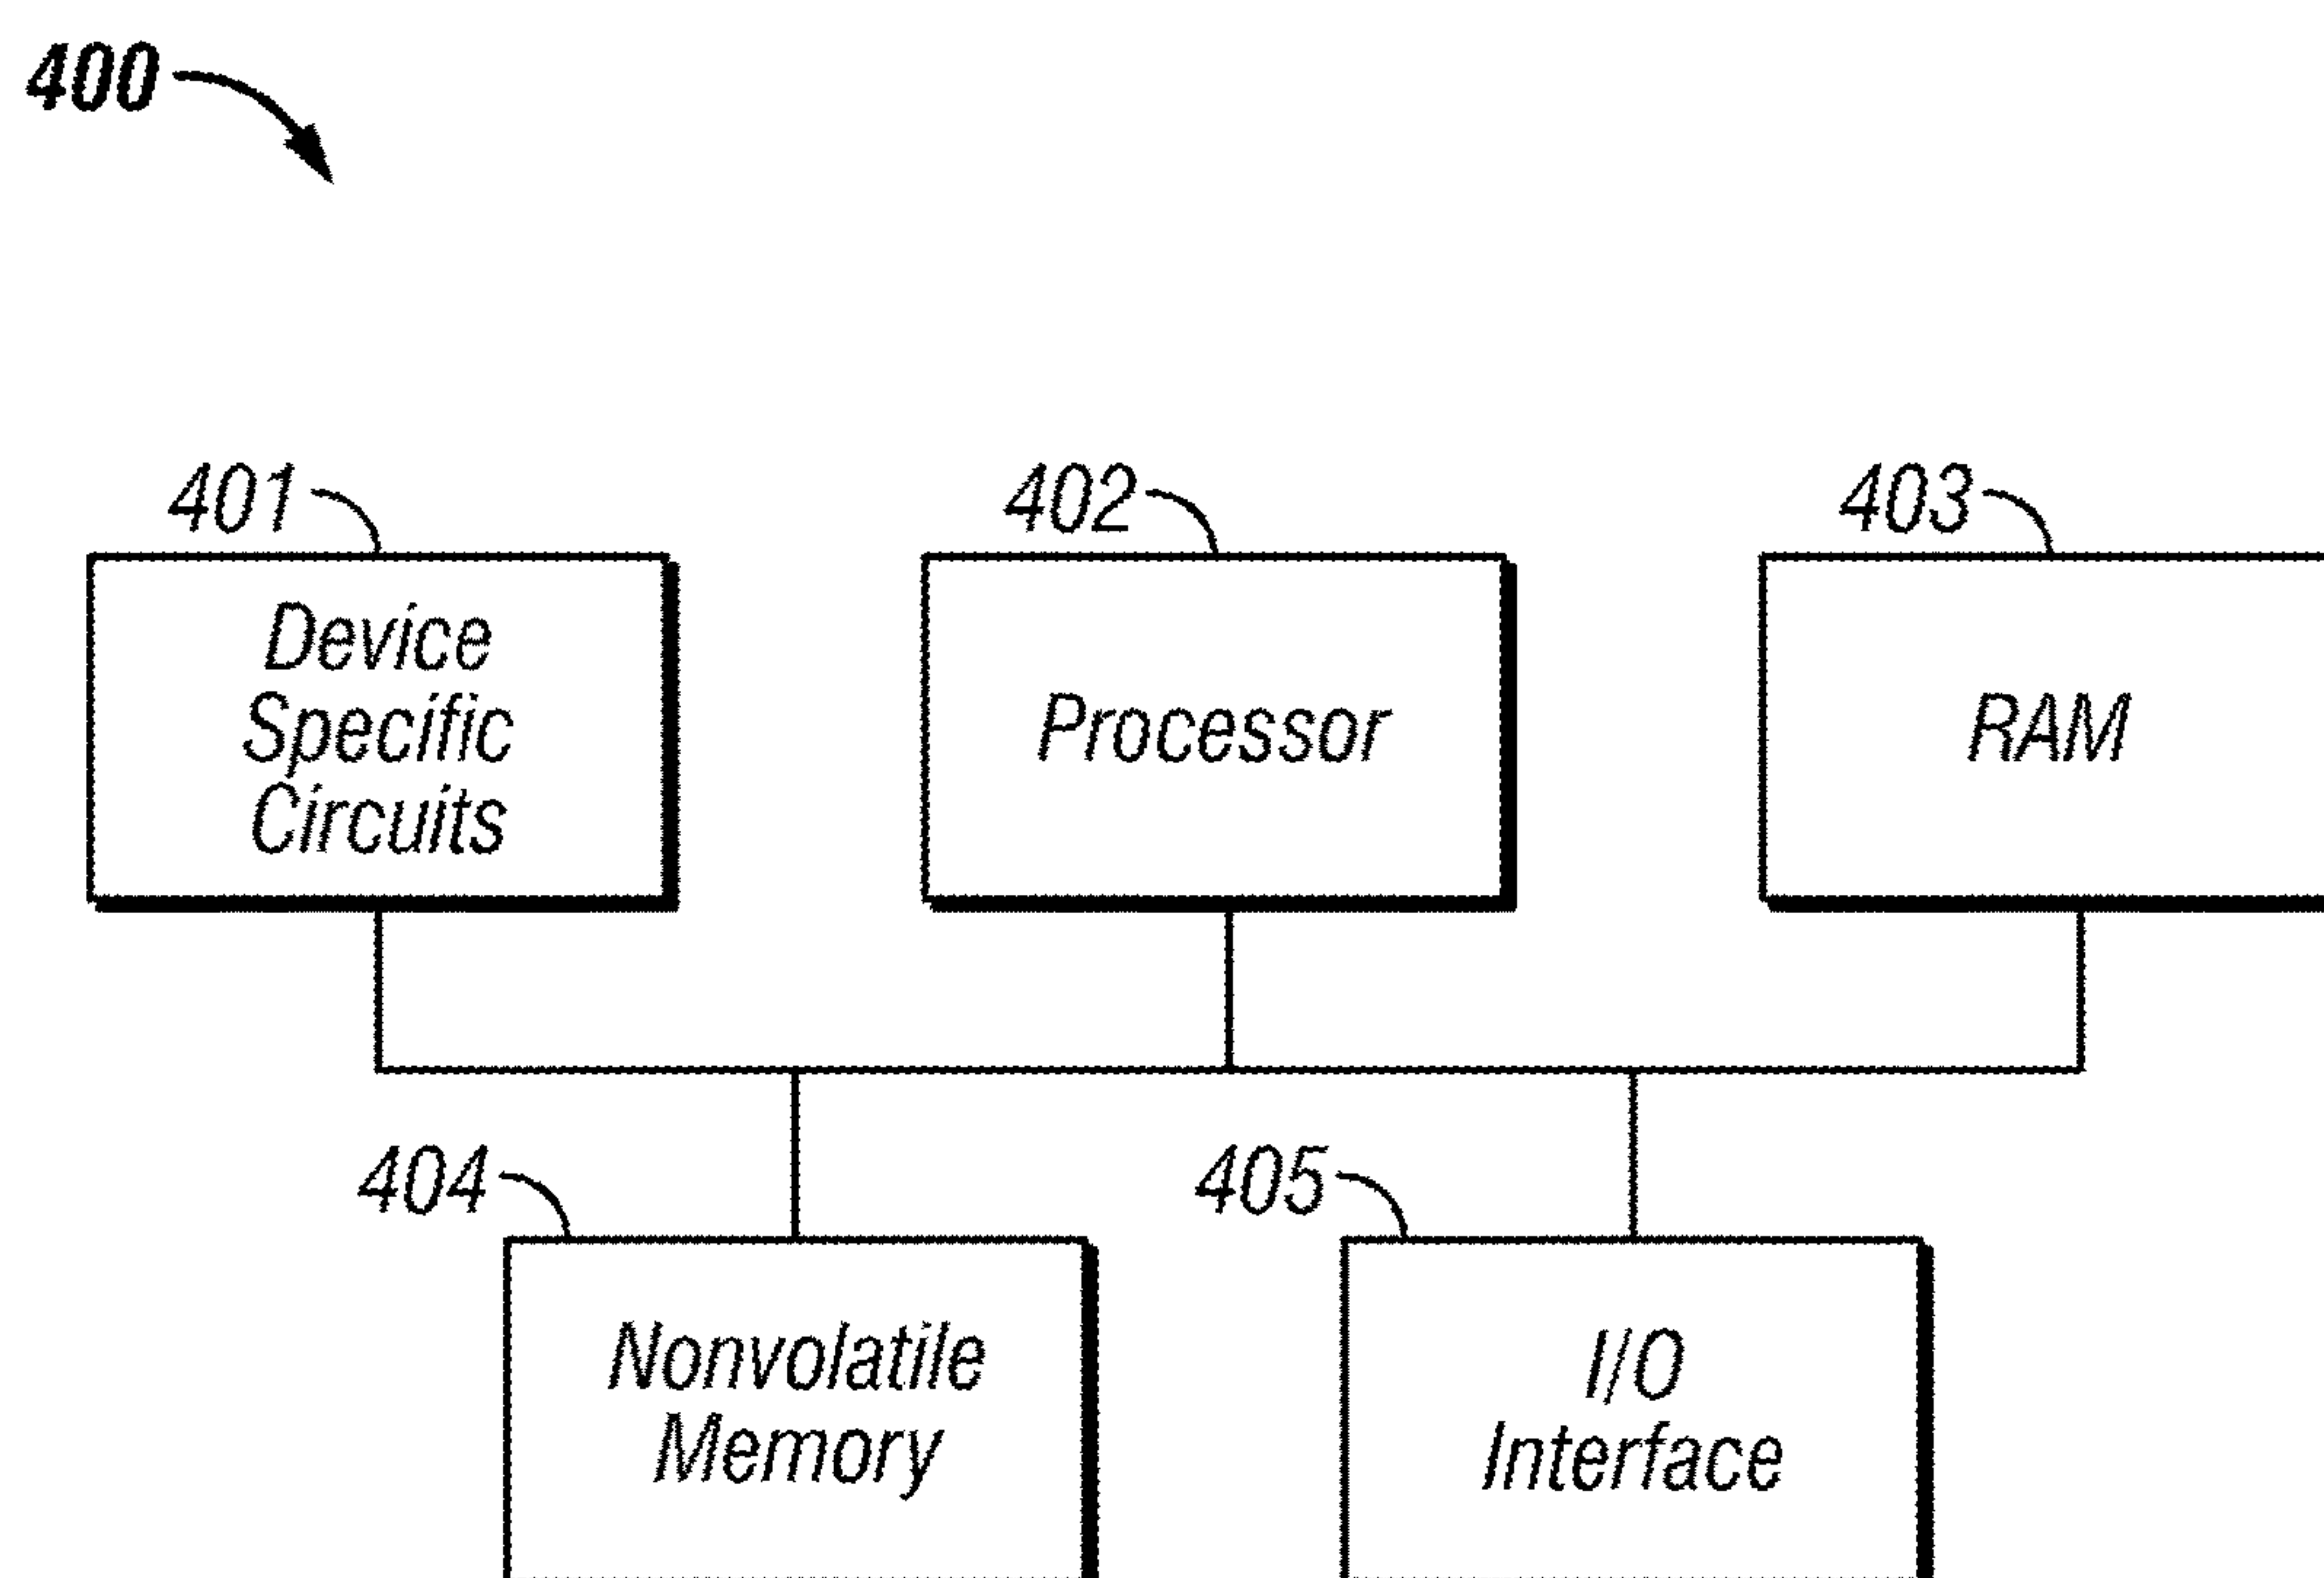 400
401
402
403
Device
Specific
Circuits
Processor
RAM
404
405
Nonvolatile
Memory
I/O
Interface